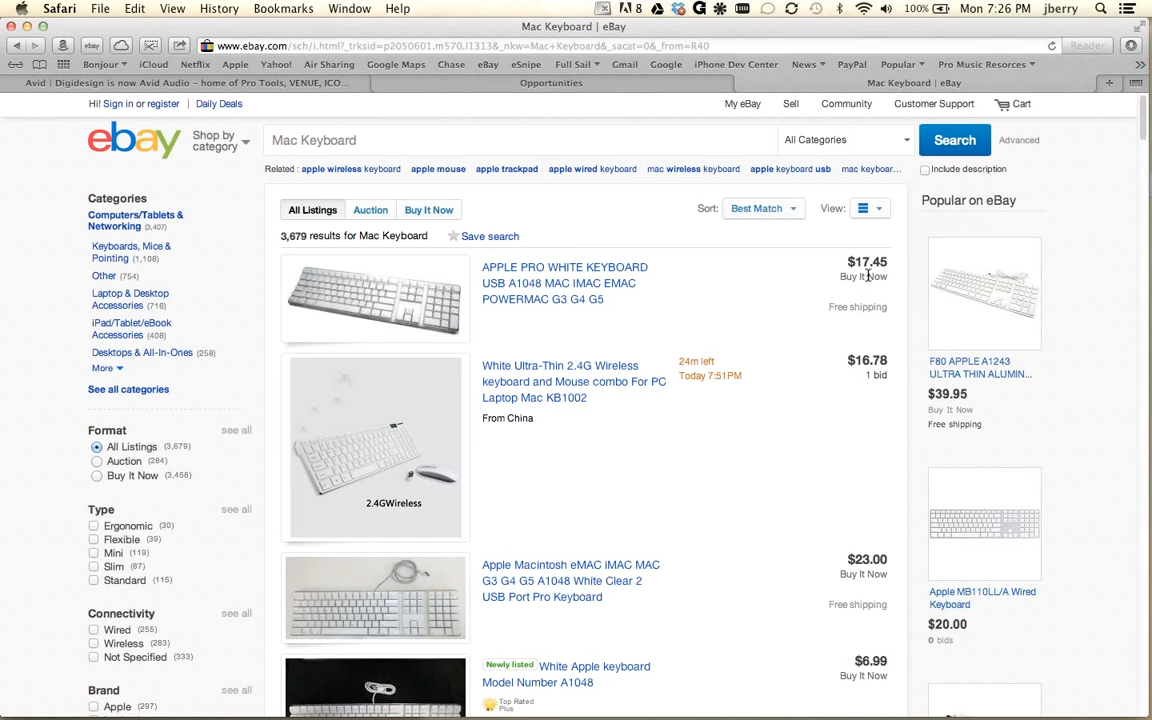 Safari File Edit View History Bookmarks Window Help
8 100% Mon 7:26 PM jberry
Mac Keyboard | eBay
ebay www.ebay.com/sch/i.html?_trksid=p2050601.m570.l1313&_nkw=Mac+Keyboard&_sacat=0&_from=R40 Reader
Bonjour iCloud Netflix Apple Yahoo! Air Sharing Google Maps Chase eBay eSnipe Full Sail Gmail Google iPhone Dev Center News PayPal Popular Pro Music Resorces
Avid | Digidesign is now Avid Audio – home of Pro Tools, VENUE, ICO... Opportunities Mac Keyboard | eBay
Hi! Sign in or register Daily Deals My eBay Sell Community Customer Support Cart
ebay Shop by category Mac Keyboard All Categories Search Advanced
Related : apple wireless keyboard apple mouse apple trackpad apple wired keyboard mac wireless keyboard apple keyboard usb mac keyboar... Include description
Categories
Computers/Tablets &
Networking (3,407)
Keyboards, Mice &
Piyunting (1,108)
Other (754)
Laptop & Desktop
Accessories (716)
iPad/Tablet/eBook
Accessories (408)
Desktops & All-In-Ones (258)
More
See all categories
Format see all
All Listings (3,679)
Auction (284)
Buy It Now (3,458)
Type see all
Ergonomic (30)
Flexible (39)
Mini (119)
Slim (87)
Standard (115)
Connectivity see all
Wired (255)
Wireless (283)
Not Specified (333)
Brand see all
Apple (297)
All Listings Auction Buy It Now Sort: Best Match View:
3,679 results for Mac Keyboard Save search
APPLE PRO WHITE KEYBOARD
USB A1048 MAC IMAC EMAC
POWERMAC G3 G4 G5
$17.45
Buy It Now
Free shipping
2.4GWireless
White Ultra-Thin 2.4G Wireless
keyboard and Mouse combo For PC
Laptop Mac KB1002
From China
24m left
Today 7:51PM
$16.78
1 bid
Apple Macintosh eMAC iMAC MAC
G3 G4 G5 A1048 White Clear 2
USB Port Pro Keyboard
$23.00
Buy It Now
Free shipping
Newly listed White Apple keyboard
Model Number A1048
Top Rated
Plus
$6.99
Buy It Now
Popular on eBay
F80 APPLE A1243
ULTRA THIN ALUMIN...
$39.95
Buy It Now
Free shipping
Apple MB110LL/A Wired
Keyboard
$20.00
0 bids